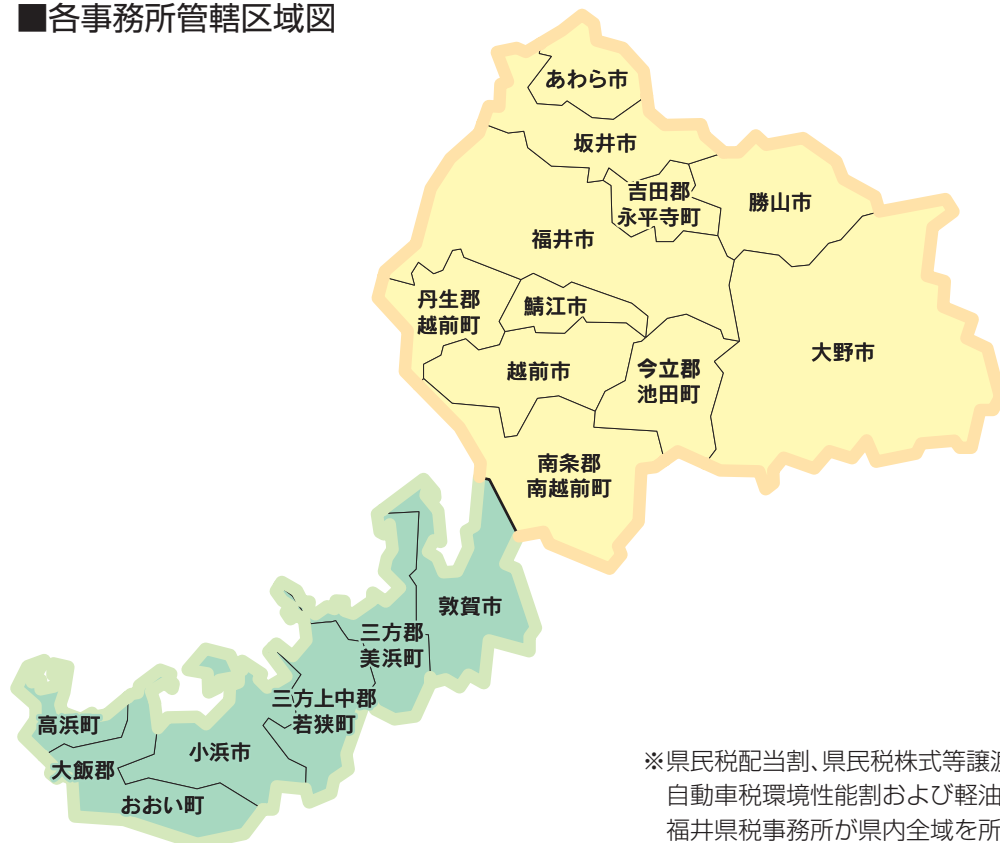 ■各事務所管轄区域図
あわら市
坂井市
吉田郡
永平寺町
勝山市
福井市
丹生郡
越前町
鯖江市
大野市
越前市
今立郡
池田町
南条郡
南越前町
敦賀市
三方郡
美浜町
三方上中郡
若狭町
高浜町
小浜市
大飯郡
おおい町
※県民税配当割、県民税株式等譲渡
自動車税環境性能割および軽油
福井県税事務所が県内全域を所